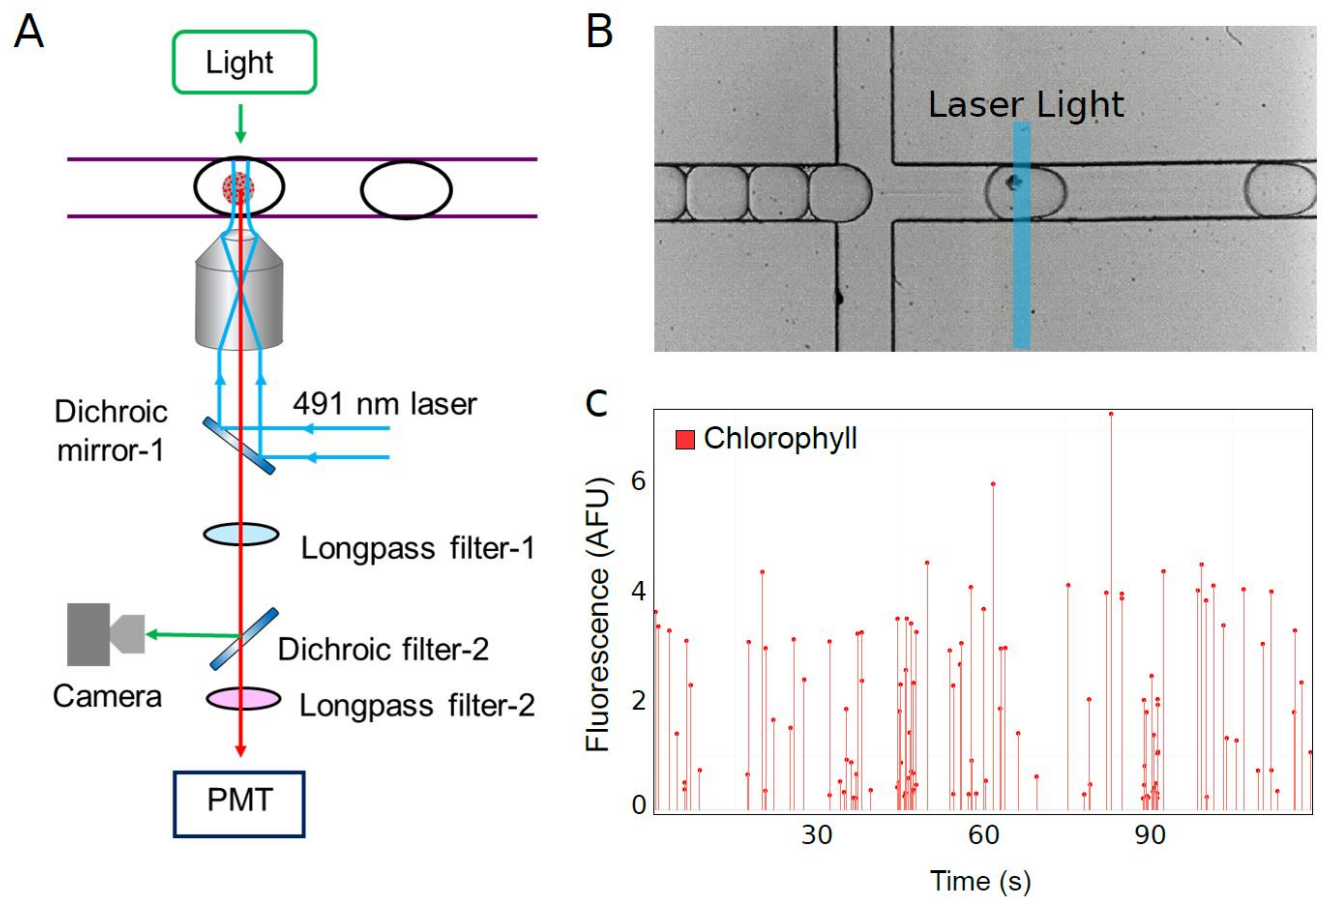 A
Light
491 nm laser
Dichroic
mirror-1
Longpass filter-1
Dichroic filter-2
Camera
Longpass filter-2
PMT
B
Laser Light
C
Chlorophyll
Fluorescence (AFU)
6
4
2
0
30 60 90
Time (s)